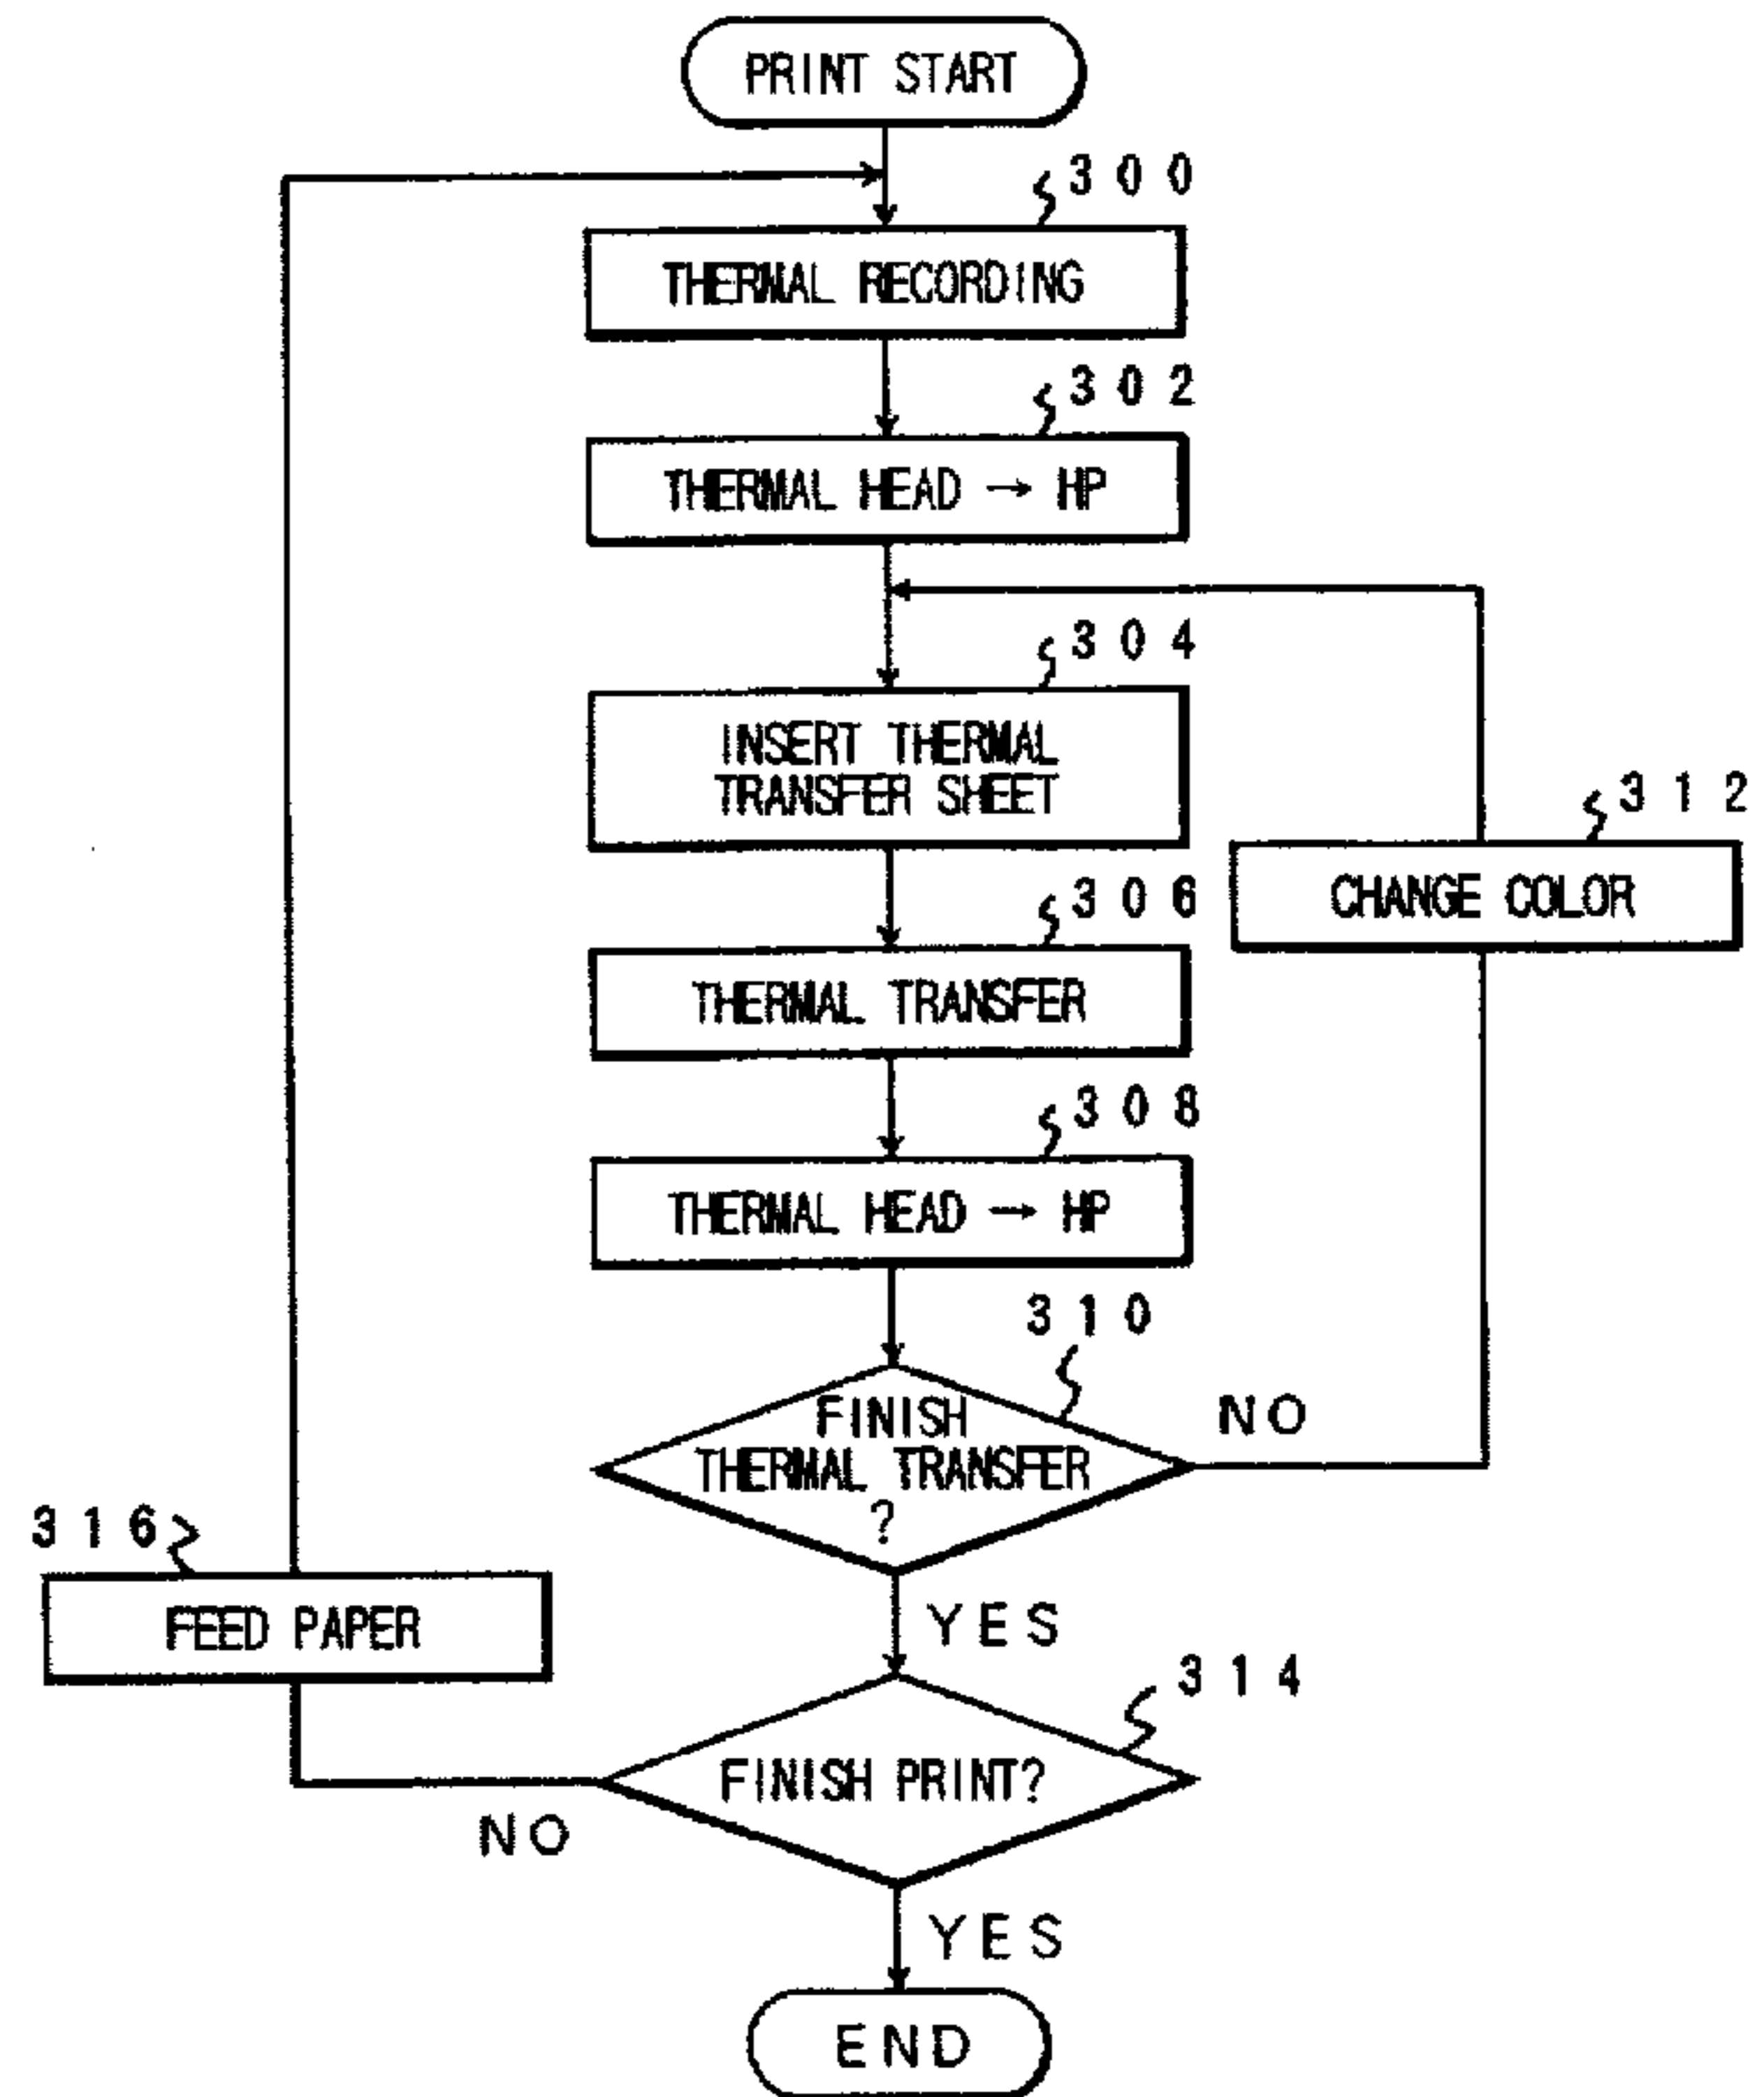 PRINT START
300
THERMAL RECORDING
302
THERMAL HEAD → HP
304
INSERT THERMAL
TRANSFER SHEET
312
CHANGE COLOR
306
THERMAL TRANSFER
308
THERMAL HEAD → HP
310
FINISH
THERMAL TRANSFER
?
NO
316
FEED PAPER
YES
314
FINISH PRINT?
NO
YES
END